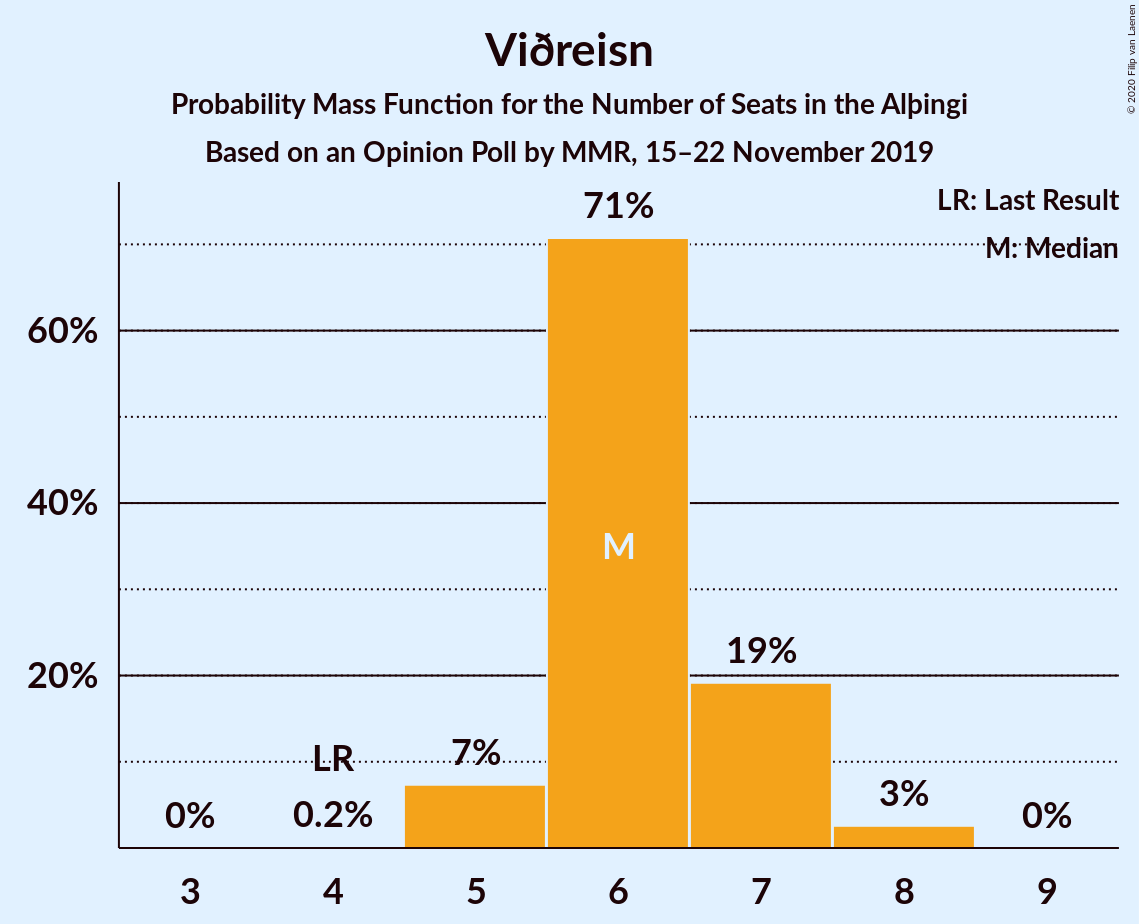 Viðreisn
Probability Mass Function for the Number of Seats in the Alþingi
Based on an Opinion Poll by MMR, 15–22 November 2019
© 2020 Filip van Laenen
LR: Last Result
M: Median
71%
60%
40%
20%
M
19%
LR
7%
0%
0.2%
3%
0%
3 4 5 6 7 8 9